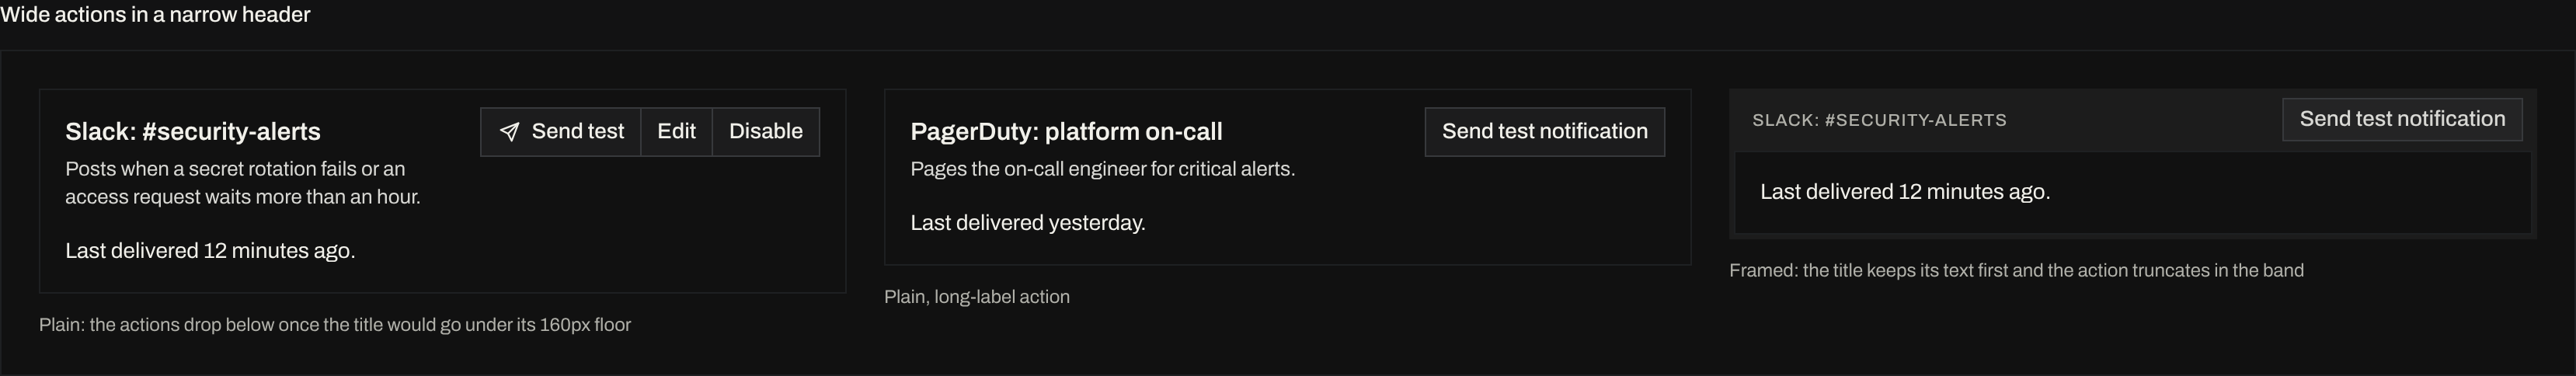 Wide actions in a narrow header
Slack: #security-alerts
Send test
Edit
Disable
Posts when a secret rotation fails or an
access request waits more than an hour.
Last delivered 12 minutes ago.
Plain: the actions drop below once the title would go under its 160px floor
PagerDuty: platform on-call
Send test notification
Pages the on-call engineer for critical alerts.
Last delivered yesterday.
Plain, long-label action
SLACK: #SECURITY-ALERTS
Send test notification
Last delivered 12 minutes ago.
Framed: the title keeps its text first and the action truncates in the band